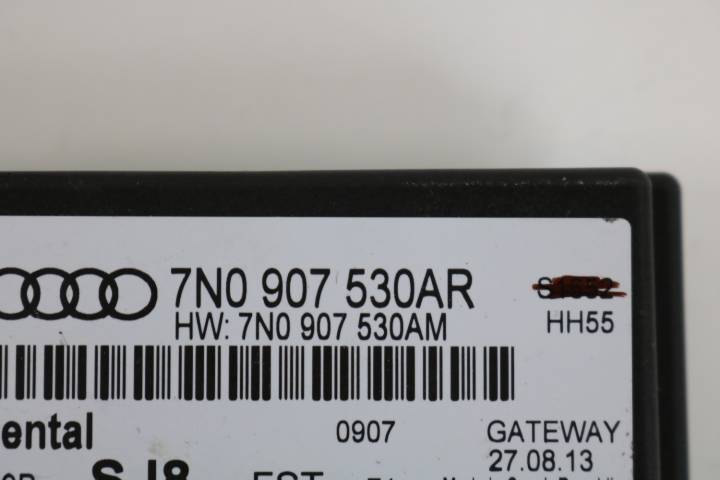 7N0 907 530AR
HW: 7N0 907 530AM
HH55
ental 0907 GATEWAY
27.08.13